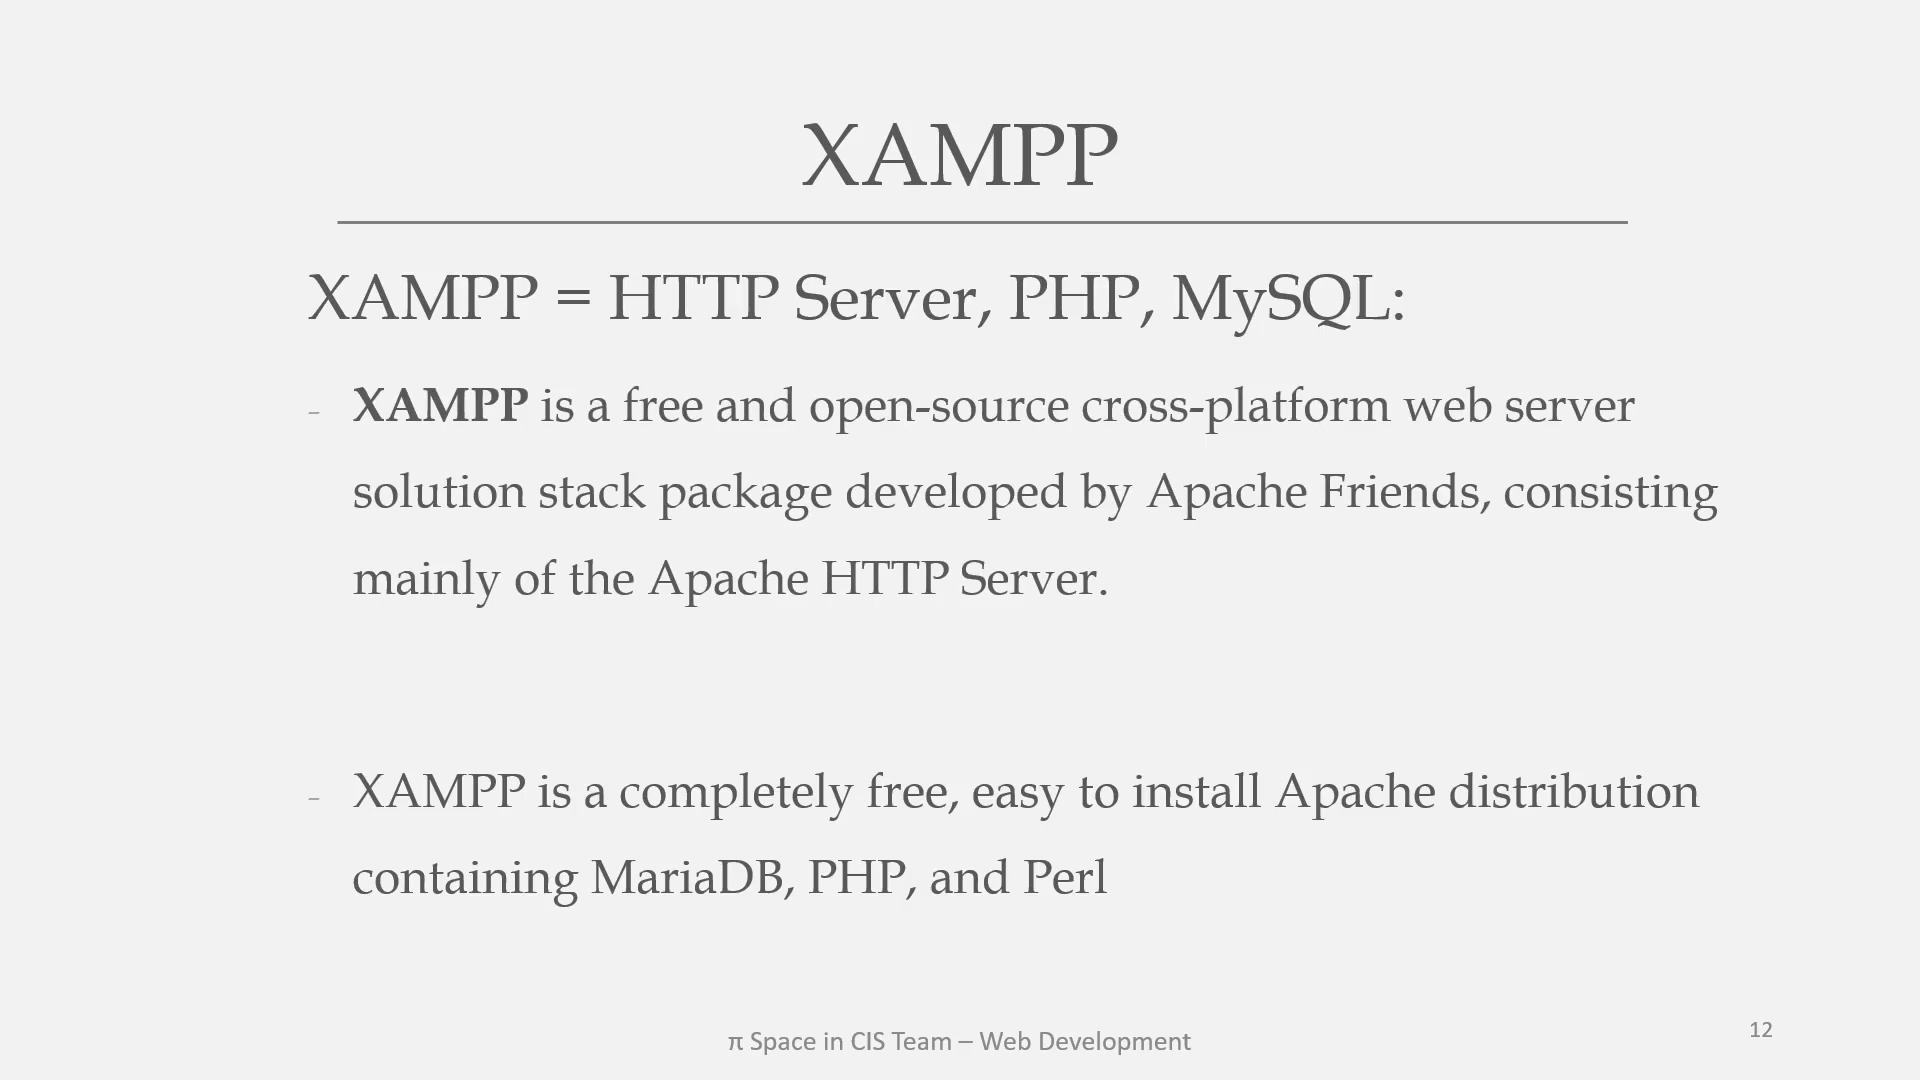 XAMPP
XAMPP = HTTP Server, PHP, MySQL:
- XAMPP is a free and open-source cross-platform web server
solution stack package developed by Apache Friends, consisting
mainly of the Apache HTTP Server.
- XAMPP is a completely free, easy to install Apache distribution
containing MariaDB, PHP, and Perl
π Space in CIS Team – Web Development
12